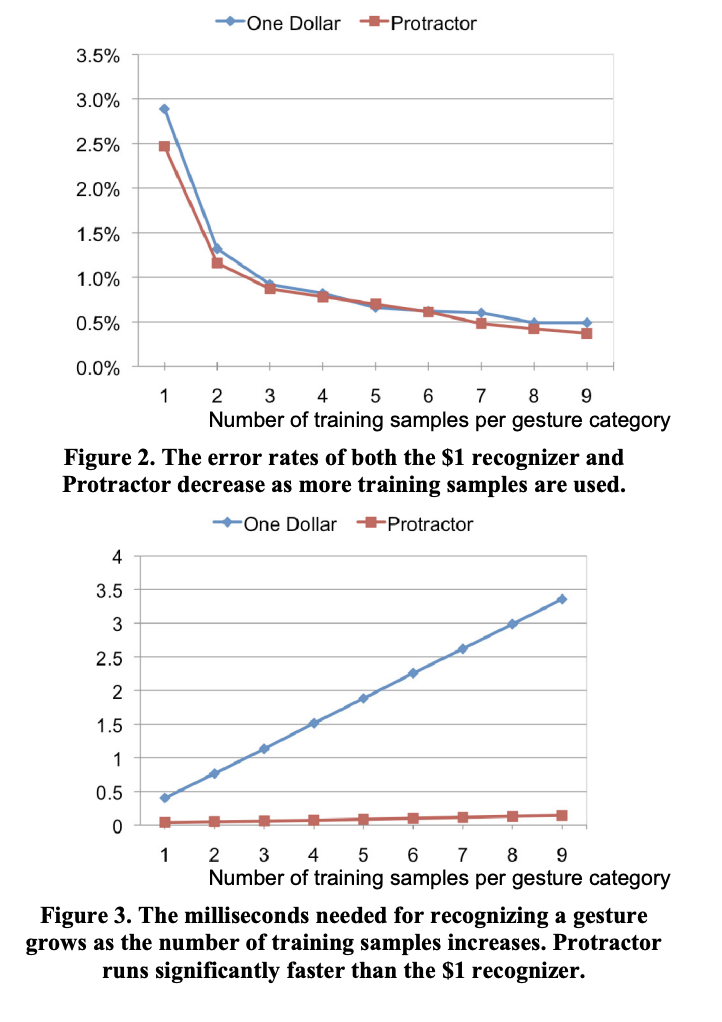 One Dollar Protractor
3.5%
3.0%
2.5%
2.0%
1.5%
1.0%
0.5%
0.0%
1 2 3 4 5 6 7 8 9
Number of training samples per gesture category
Figure 2. The error rates of both the $1 recognizer and
Protractor decrease as more training samples are used.
One Dollar Protractor
4
3.5
3
2.5
2
1.5
1
0.5
0
1 2 3 4 5 6 7 8 9
Number of training samples per gesture category
Figure 3. The milliseconds needed for recognizing a gesture
grows as the number of training samples increases. Protractor
runs significantly faster than the $1 recognizer.